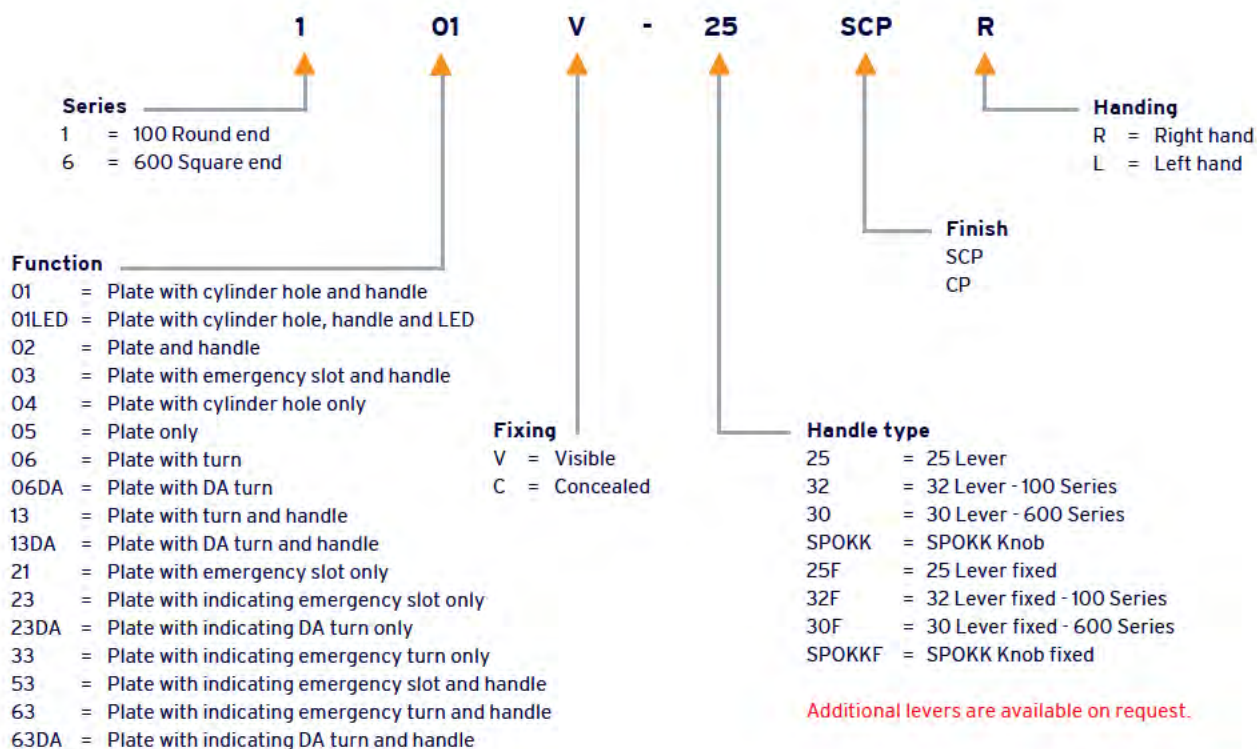 1 01 V - 25 SCP R
Series
1 = 100 Round end
6 = 600 Square end
Handing
R = Right hand
L = Left hand
Finish
SCP
CP
Function
01 = Plate with cylinder hole and handle
01LED = Plate with cylinder hole, handle and LED
02 = Plate and handle
03 = Plate with emergency slot and handle
04 = Plate with cylinder hole only
05 = Plate only
06 = Plate with turn
06DA = Plate with DA turn
13 = Plate with turn and handle
13DA = Plate with DA turn and handle
21 = Plate with emergency slot only
23 = Plate with indicating emergency slot only
23DA = Plate with indicating DA turn only
33 = Plate with indicating emergency turn only
53 = Plate with indicating emergency slot and handle
63 = Plate with indicating emergency turn and handle
63DA = Plate with indicating DA turn and handle
Fixing
V = Visible
C = Concealed
Handle type
25 = 25 Lever
32 = 32 Lever - 100 Series
30 = 30 Lever - 600 Series
SPOKK = SPOKK Knob
25F = 25 Lever fixed
32F = 32 Lever fixed - 100 Series
30F = 30 Lever fixed - 600 Series
SPOKKF = SPOKK Knob fixed
Additional levers are available on request.